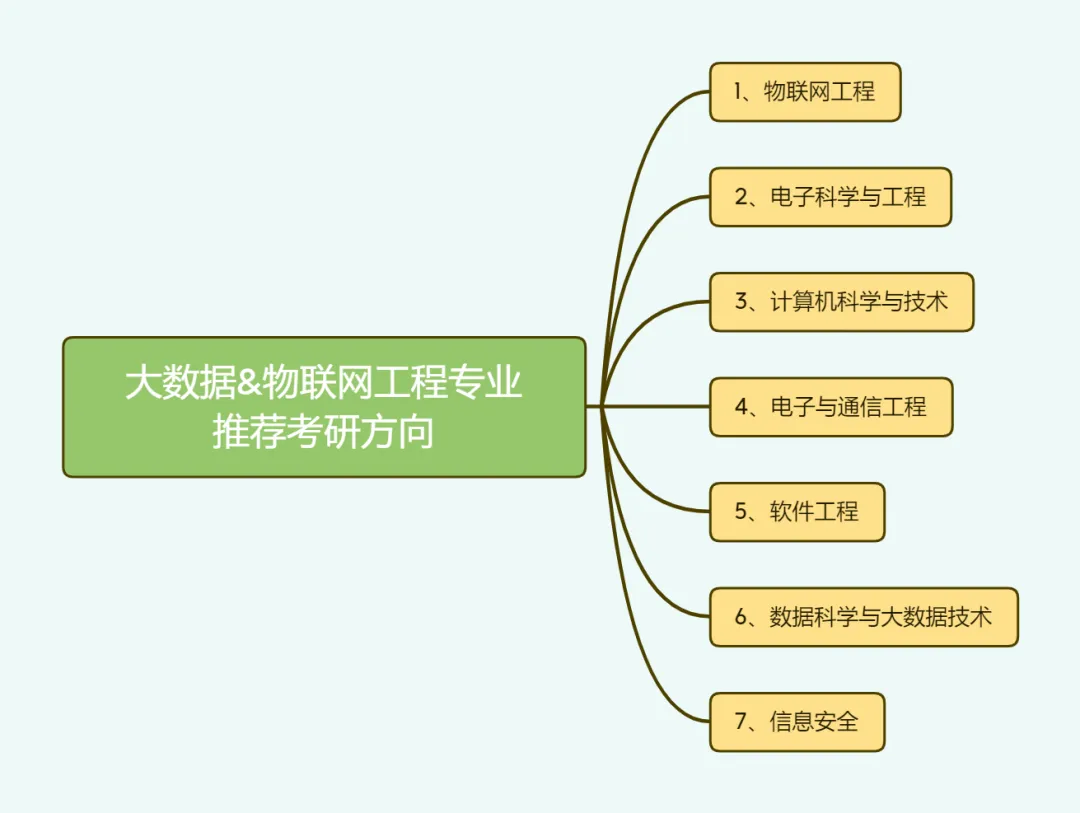 大数据&物联网工程专业
推荐考研方向
1、物联网工程
2、电子科学与工程
3、计算机科学与技术
4、电子与通信工程
5、软件工程
6、数据科学与大数据技术
7、信息安全